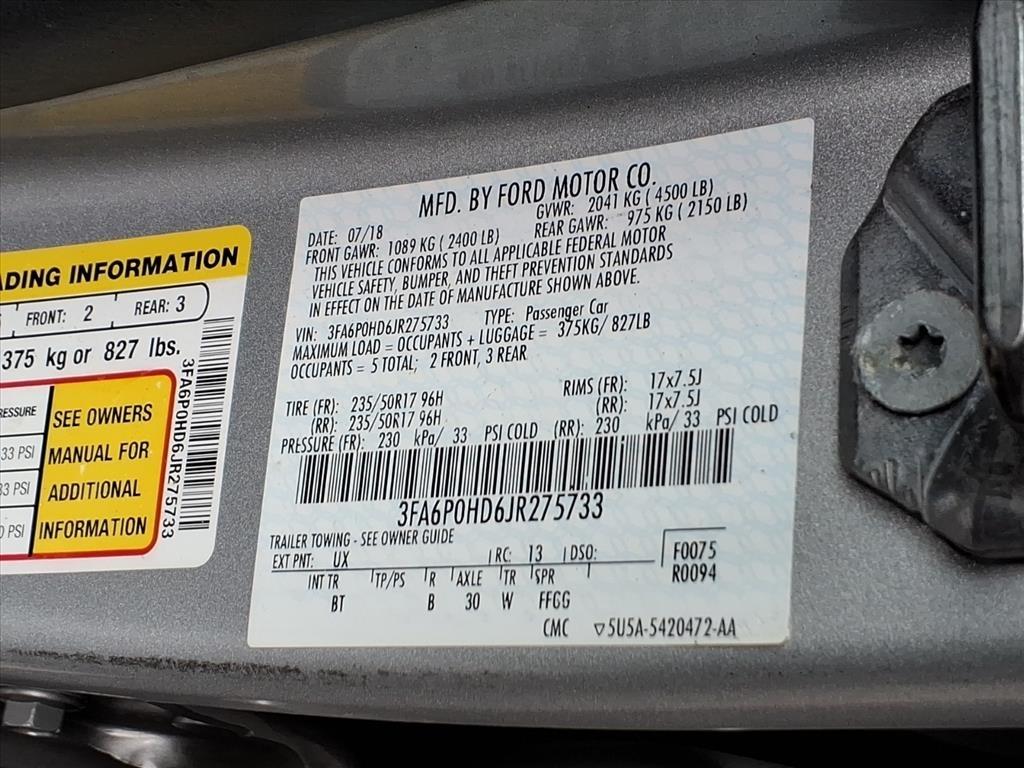 ADING INFORMATION
FRONT: 2 REAR: 3
375 kg or 827 lbs.
RESSURE
33 PSI
33 PSI
0 PSI
SEE OWNERS
MANUAL FOR
ADDITIONAL
INFORMATION
3FA6P0HD6JR275733
MFD. BY FORD MOTOR CO.
DATE: 07/18 GVWR: 2041 KG ( 4500 LB)
FRONT GAWR: 1089 KG ( 2400 LB) REAR GAWR: 975 KG ( 2150 LB)
THIS VEHICLE CONFORMS TO ALL APPLICABLE FEDERAL MOTOR
VEHICLE SAFETY, BUMPER, AND THEFT PREVENTION STANDARDS
IN EFFECT ON THE DATE OF MANUFACTURE SHOWN ABOVE.
VIN: 3FA6P0HD6JR275733 TYPE: Passenger Car
MAXIMUM LOAD = OCCUPANTS + LUGGAGE = 375KG/ 827LB
OCCUPANTS = 5 TOTAL; 2 FRONT, 3 REAR
TIRE (FR): 235/50R17 96H RIMS (FR): 17x7.5J
(RR): 235/50R17 96H (RR): 17x7.5J
PRESSURE (FR): 230 kPa/ 33 PSI COLD (RR): 230 kPa/ 33 PSI COLD
3FA6P0HD6JR275733
TRAILER TOWING - SEE OWNER GUIDE
EXT PNT: UX RC: 13 DSO: F0075
R0094
INT TR TP/PS R AXLE TR SPR
BT B 30 W FFGG
CMC ▽5U5A-5420472-AA